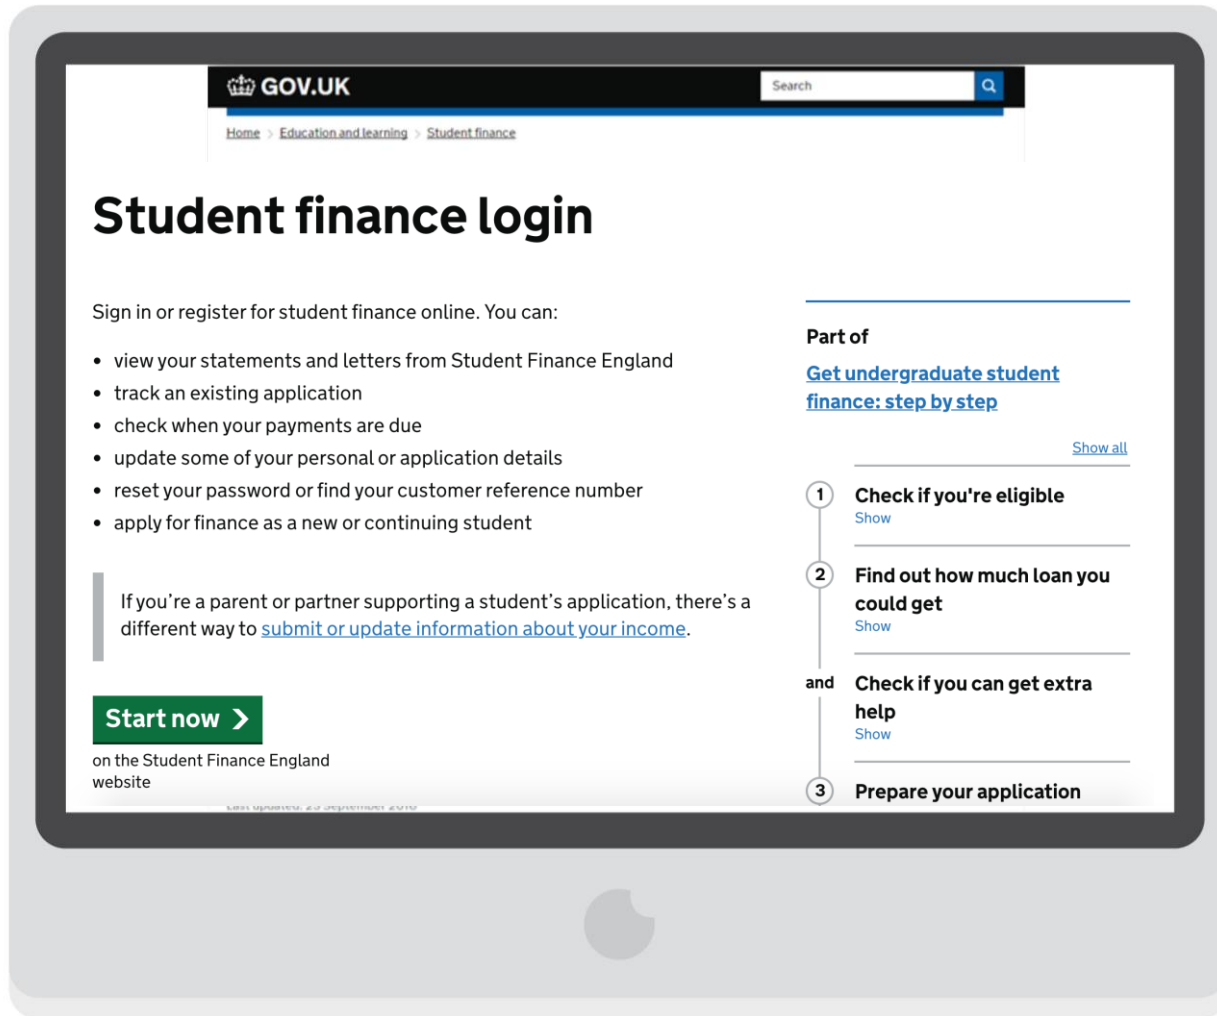 GOV.UK
Search
Home > Education and learning > Student finance
Student finance login
Sign in or register for student finance online. You can:
• view your statements and letters from Student Finance England
• track an existing application
• check when your payments are due
• update some of your personal or application details
• reset your password or find your customer reference number
• apply for finance as a new or continuing student
If you're a parent or partner supporting a student's application, there's a
different way to submit or update information about your income.
Start now
on the Student Finance England
website
Part of
Get undergraduate student
finance: step by step
Show all
1 Check if you're eligible
Show
2 Find out how much loan you
could get
Show
and Check if you can get extra
help
Show
3 Prepare your application